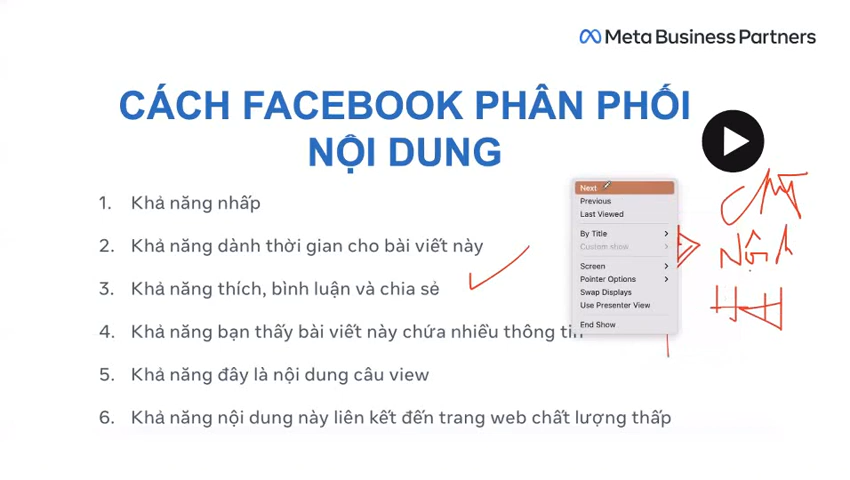 Meta Business Partners
CÁCH FACEBOOK PHÂN PHỐI
NỘI DUNG
1. Khả năng nhấp
2. Khả năng dành thời gian cho bài viết này
3. Khả năng thích, bình luận và chia sẻ
4. Khả năng bạn thấy bài viết này chứa nhiều thông tin
5. Khả năng đây là nội dung câu view
6. Khả năng nội dung này liên kết đến trang web chất lượng thấp
Next
Previous
Last Viewed
By Title
Custom show
Screen
Pointer Options
Swap Displays
Use Presenter View
End Show